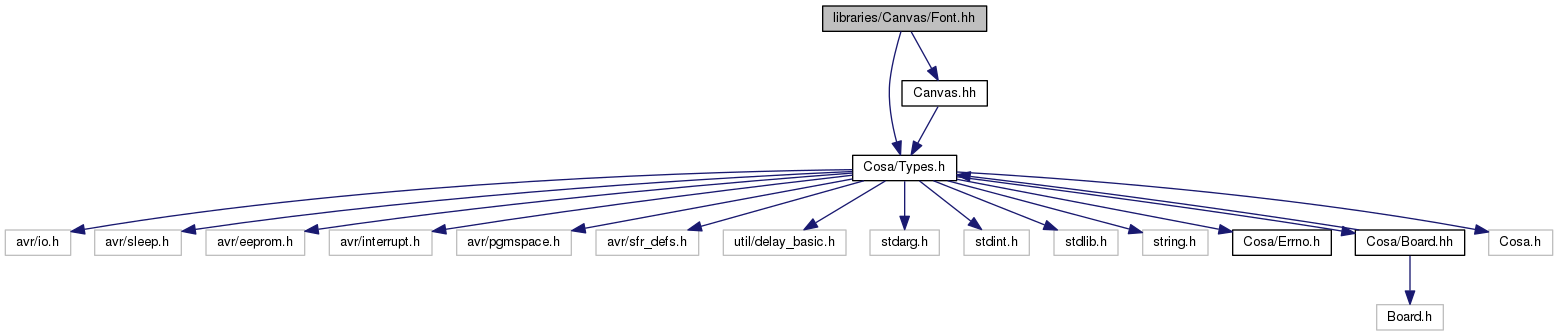 libraries/Canvas/Font.hh
Canvas.hh
Cosa/Types.h
avr/io.h
avr/sleep.h
avr/eeprom.h
avr/interrupt.h
avr/pgmspace.h
avr/sfr_defs.h
util/delay_basic.h
stdarg.h
stdint.h
stdlib.h
string.h
Cosa/Errno.h
Cosa/Board.hh
Cosa.h
Board.h